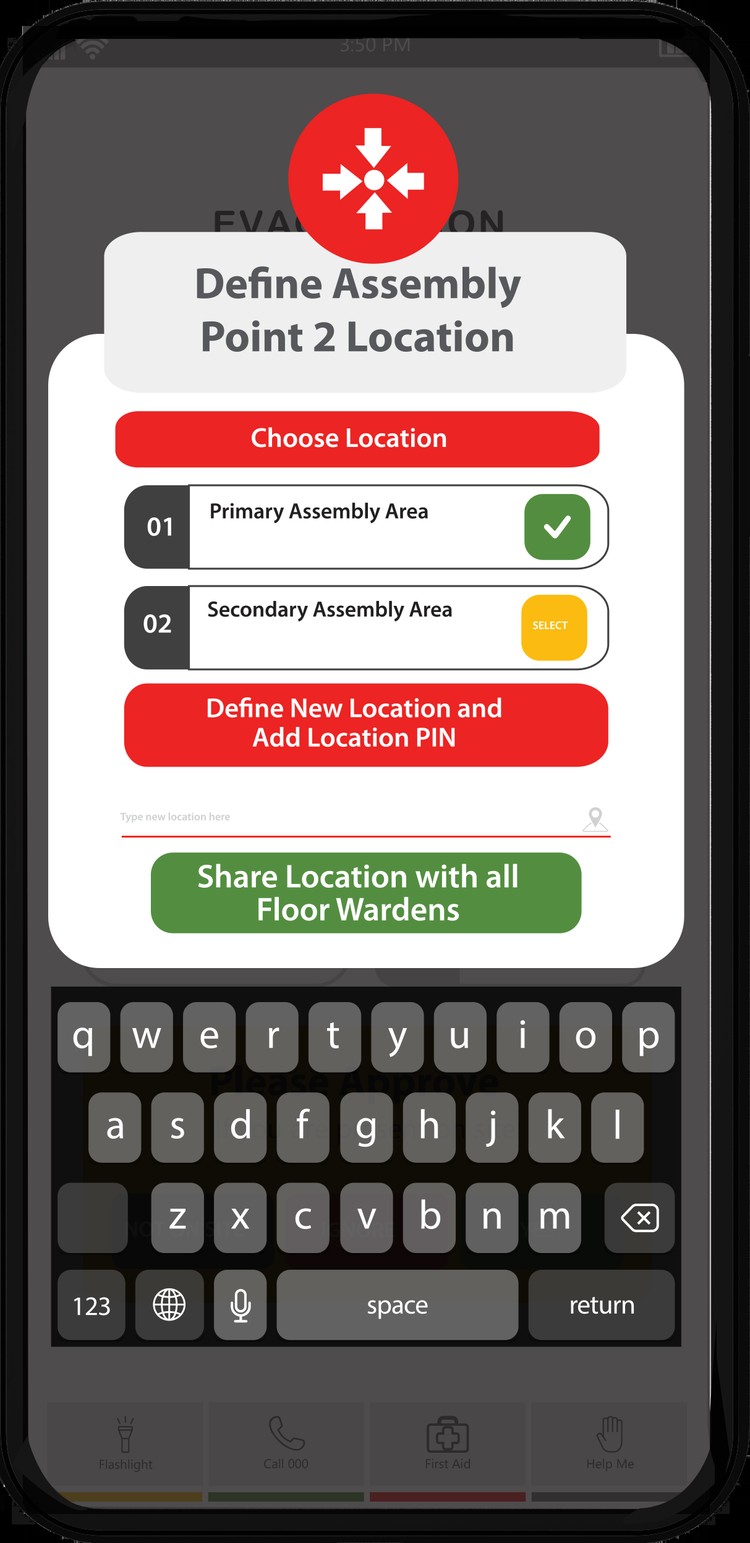 3:50 PM
Define Assembly
Point 2 Location
Choose Location
01
Primary Assembly Area
02
Secondary Assembly Area
SELECT
Define New Location and
Add Location PIN
Type new location here
Share Location with all
Floor Wardens
q w e r t y u i o p
Please Approve
a s d f g h j k l
z x c v b n m
123
space
return
Flashlight
Call 000
First Aid
Help Me